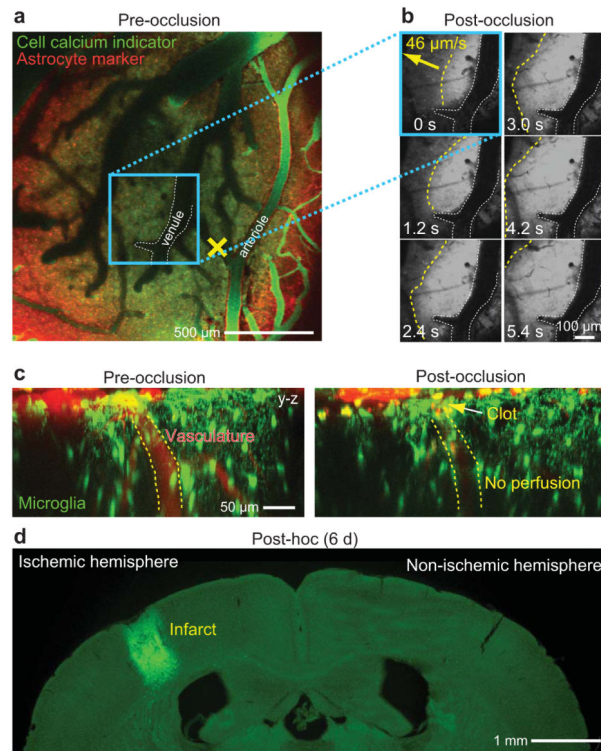 a
Pre-occlusion
Cell calcium indicator
Astrocyte marker
venule
arteriole
500 µm
b
Post-occlusion
46 µm/s
0 s
3.0 s
1.2 s
4.2 s
2.4 s
5.4 s
100 µm
c
Pre-occlusion
y-z
Vasculature
Microglia
50 µm
Post-occlusion
Clot
No perfusion
d
Post-hoc (6 d)
Ischemic hemisphere
Non-ischemic hemisphere
Infarct
1 mm